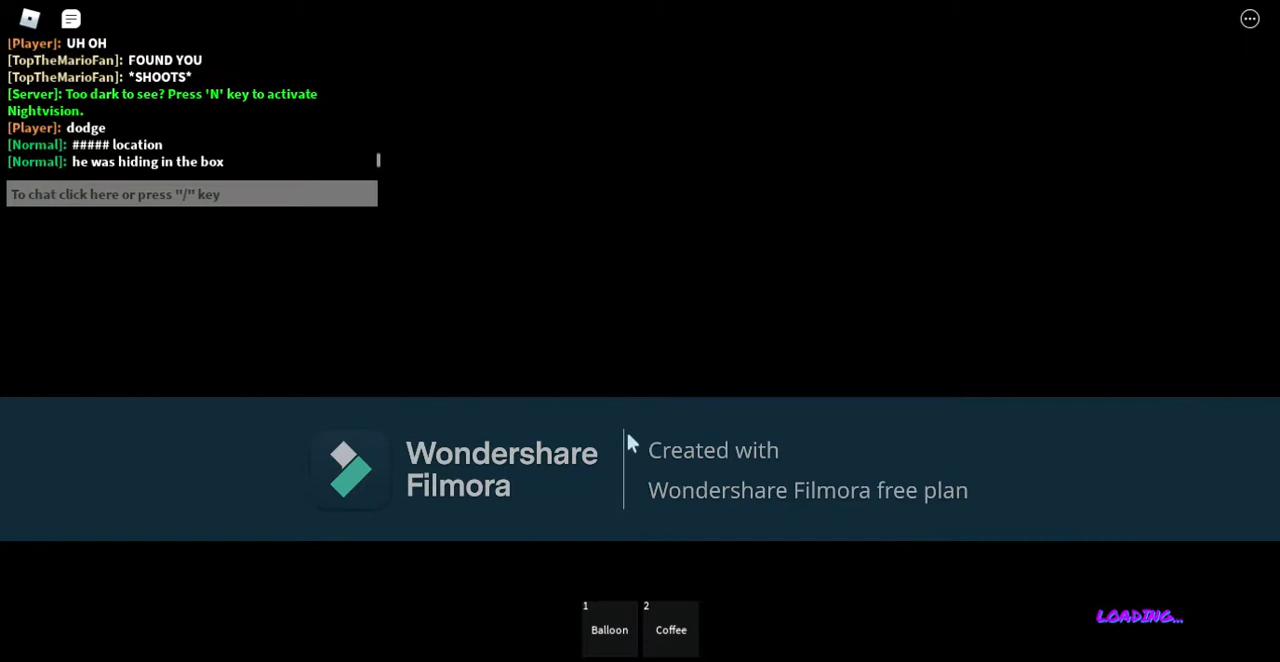 [Player]: UH OH
[TopTheMarioFan]: FOUND YOU
[TopTheMarioFan]: *SHOOTS*
[Server]: Too dark to see? Press 'N' key to activate
Nightvision.
[Player]: dodge
[Normal]: ##### location
[Normal]: he was hiding in the box
To chat click here or press "/" key
Wondershare
Filmora
Created with
Wondershare Filmora free plan
1
Balloon
2
Coffee
LOADING...